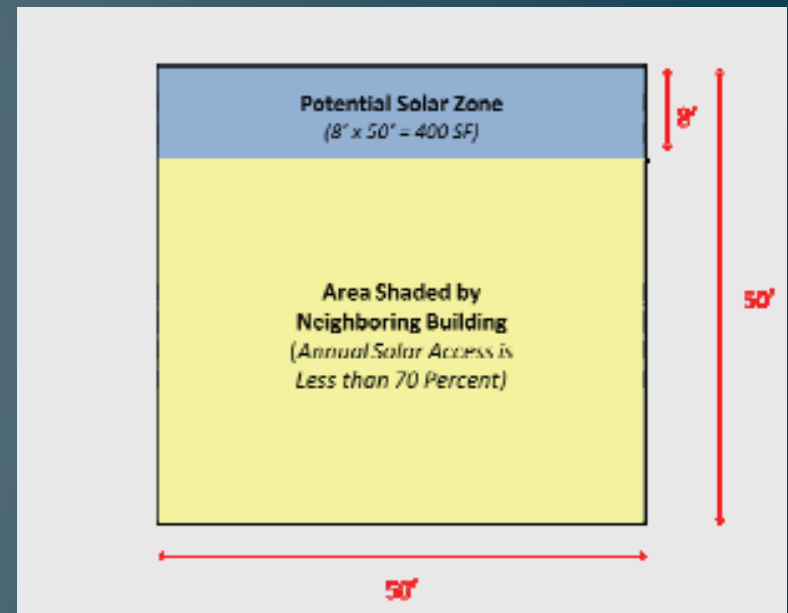 Potential Solar Zone
(8' x 50' = 400 SF)
8'
Area Shaded by
Neighboring Building
(Annual Solar Access is
Less than 70 Percent)
50'
50'